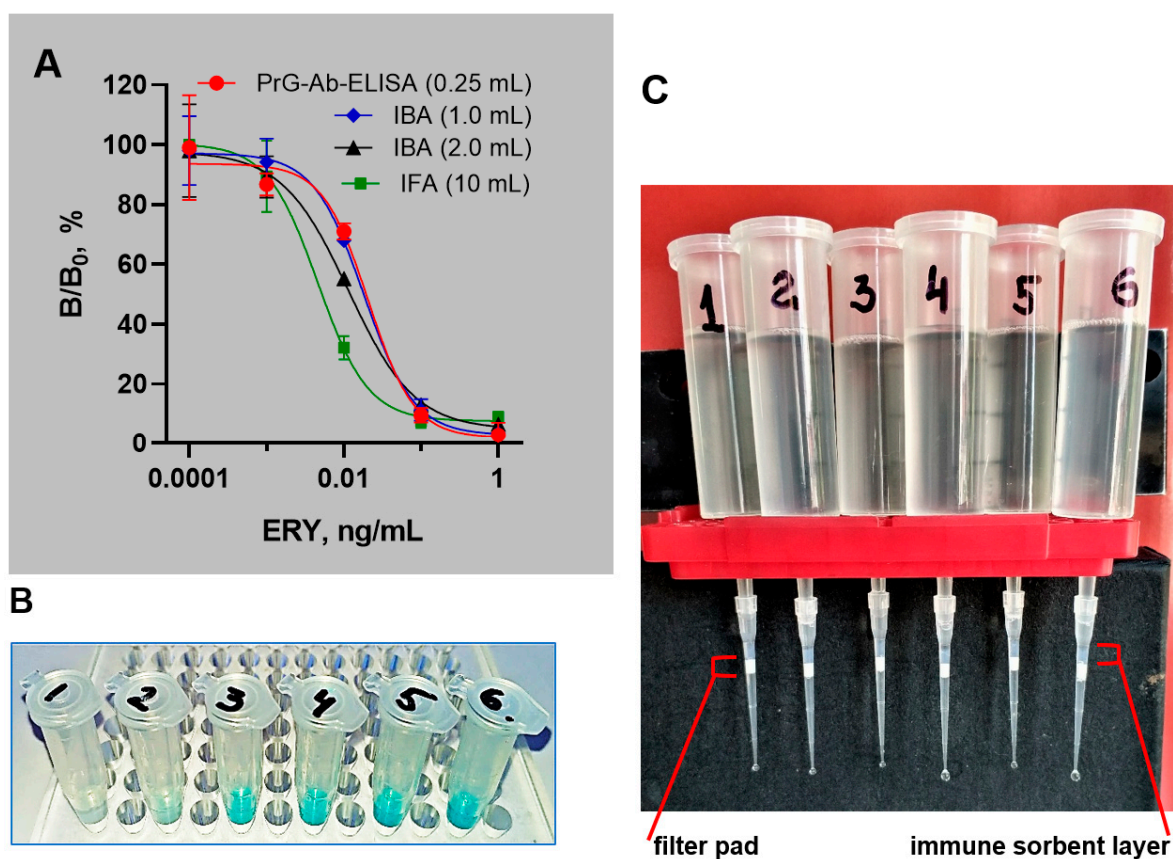 A
120
100
80
60
40
20
0
B/B₀, %
PrG-Ab-ELISA (0.25 mL)
IBA (1.0 mL)
IBA (2.0 mL)
IFA (10 mL)
0.0001
0.01
1
ERY, ng/mL
B
1 2 3 4 5 6.
C
1 2 3 4 5 6
filter pad
immune sorbent layer